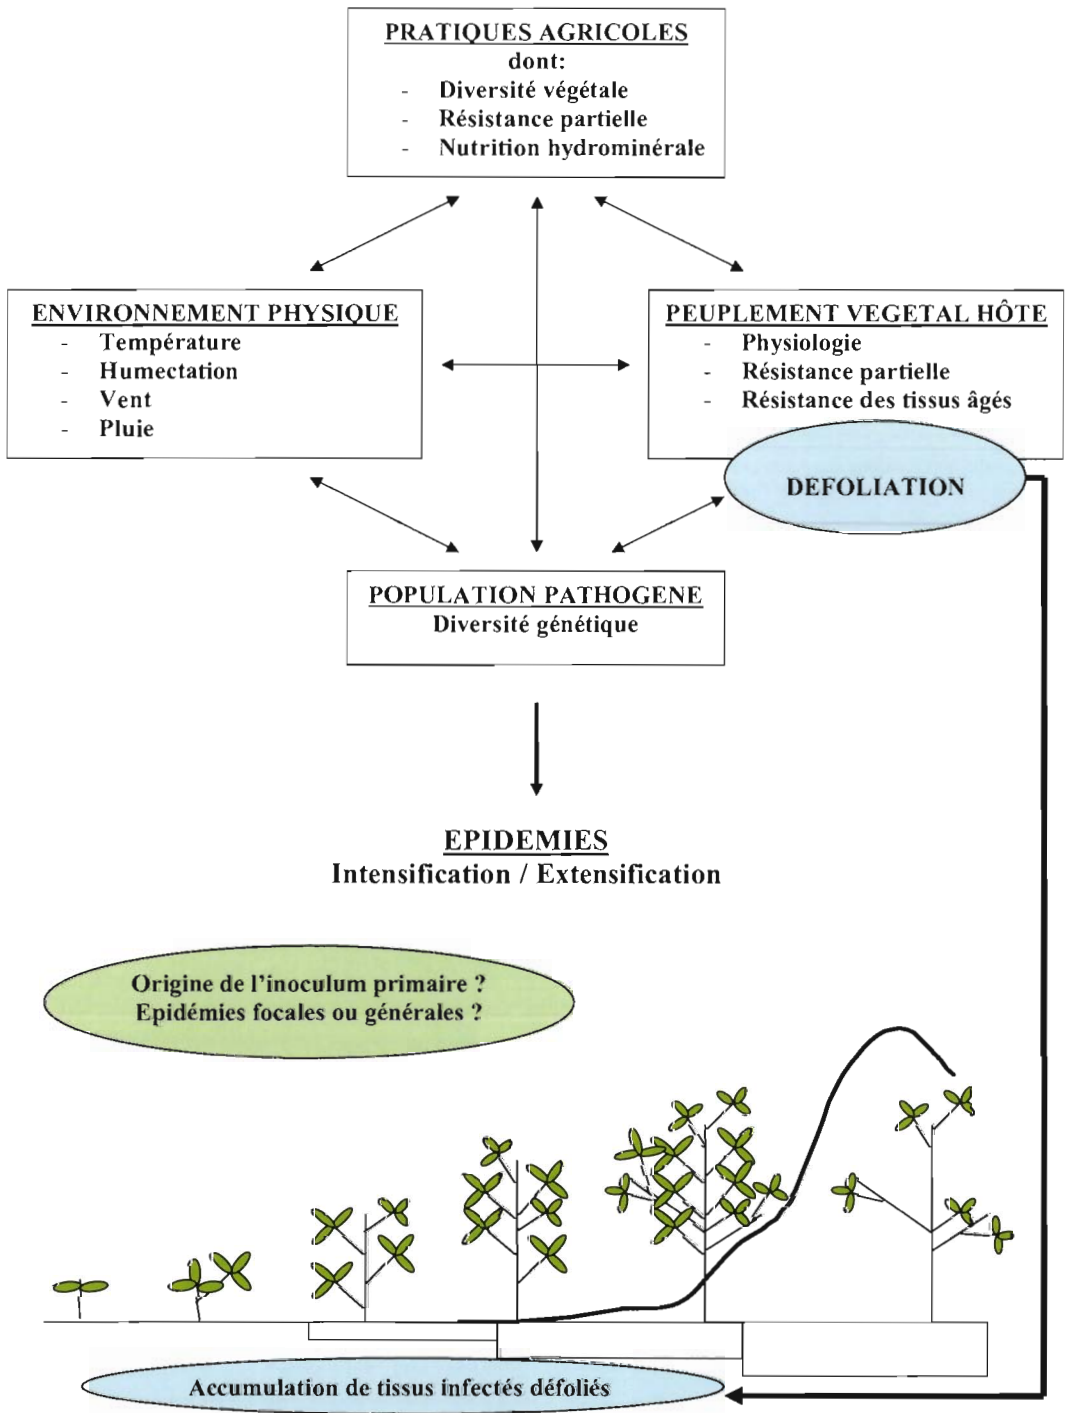 PRATIQUES AGRICOLES
dont:
- Diversité végétale
- Résistance partielle
- Nutrition hydrominérale
ENVIRONNEMENT PHYSIQUE
- Température
- Humectation
- Vent
- Pluie
PEUPLEMENT VEGETAL HÔTE
- Physiologie
- Résistance partielle
- Résistance des tissus âgés
DEFOLIATION
POPULATION PATHOGENE
Diversité génétique
EPIDEMIES
Intensification / Extensification
Origine de l'inoculum primaire ?
Epidémies focales ou générales ?
Accumulation de tissus infectés défoliés